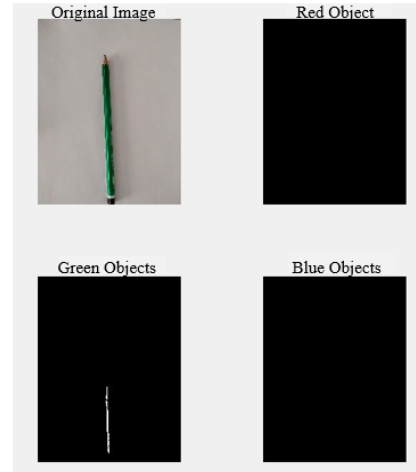 Original Image
Red Object
Green Objects
Blue Objects